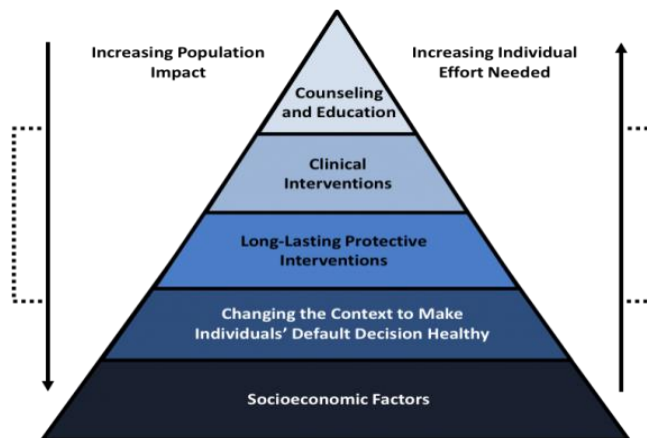 Increasing Population
Impact
Increasing Individual
Effort Needed
Counseling
and Education
Clinical
Interventions
Long-Lasting Protective
Interventions
Changing the Context to Make
Individuals’ Default Decision Healthy
Socioeconomic Factors